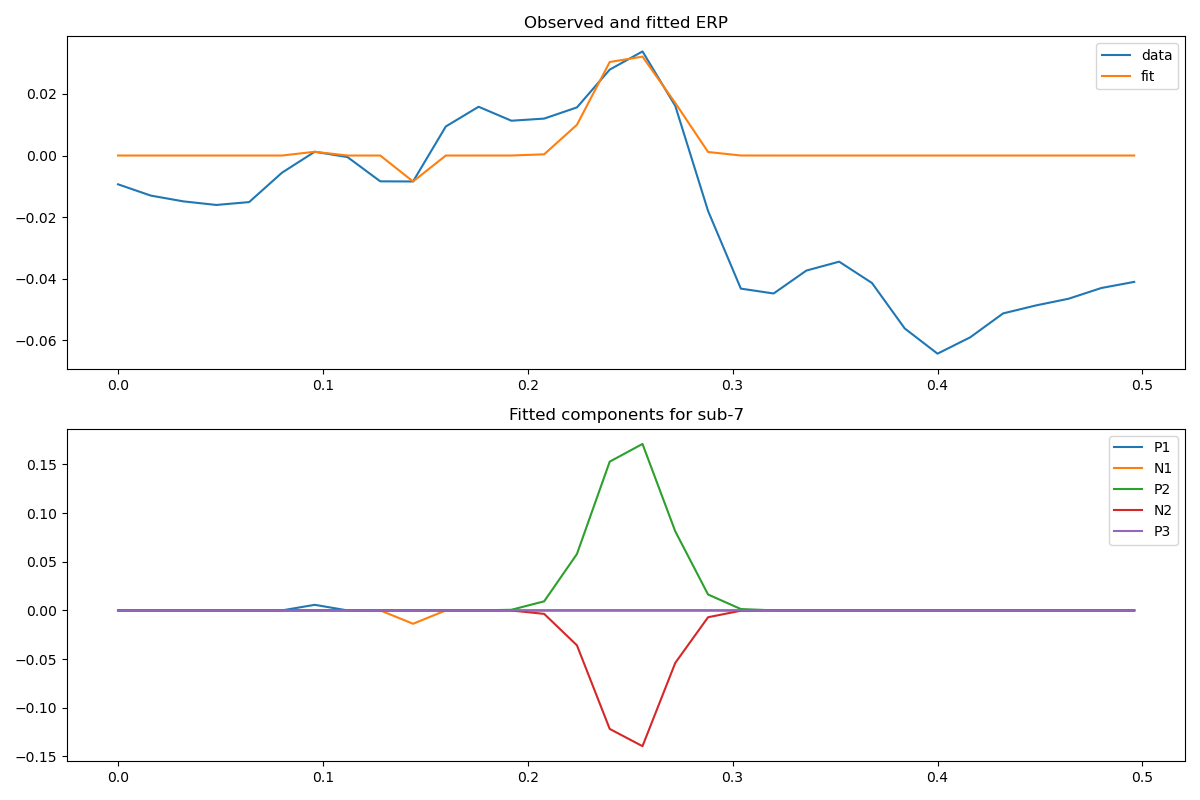 Observed and fitted ERP
data
fit
0.02
0.00
−0.02
−0.04
−0.06
0.0 0.1 0.2 0.3 0.4 0.5
Fitted components for sub-7
P1
N1
P2
N2
P3
0.15
0.10
0.05
0.00
−0.05
−0.10
−0.15
0.0 0.1 0.2 0.3 0.4 0.5